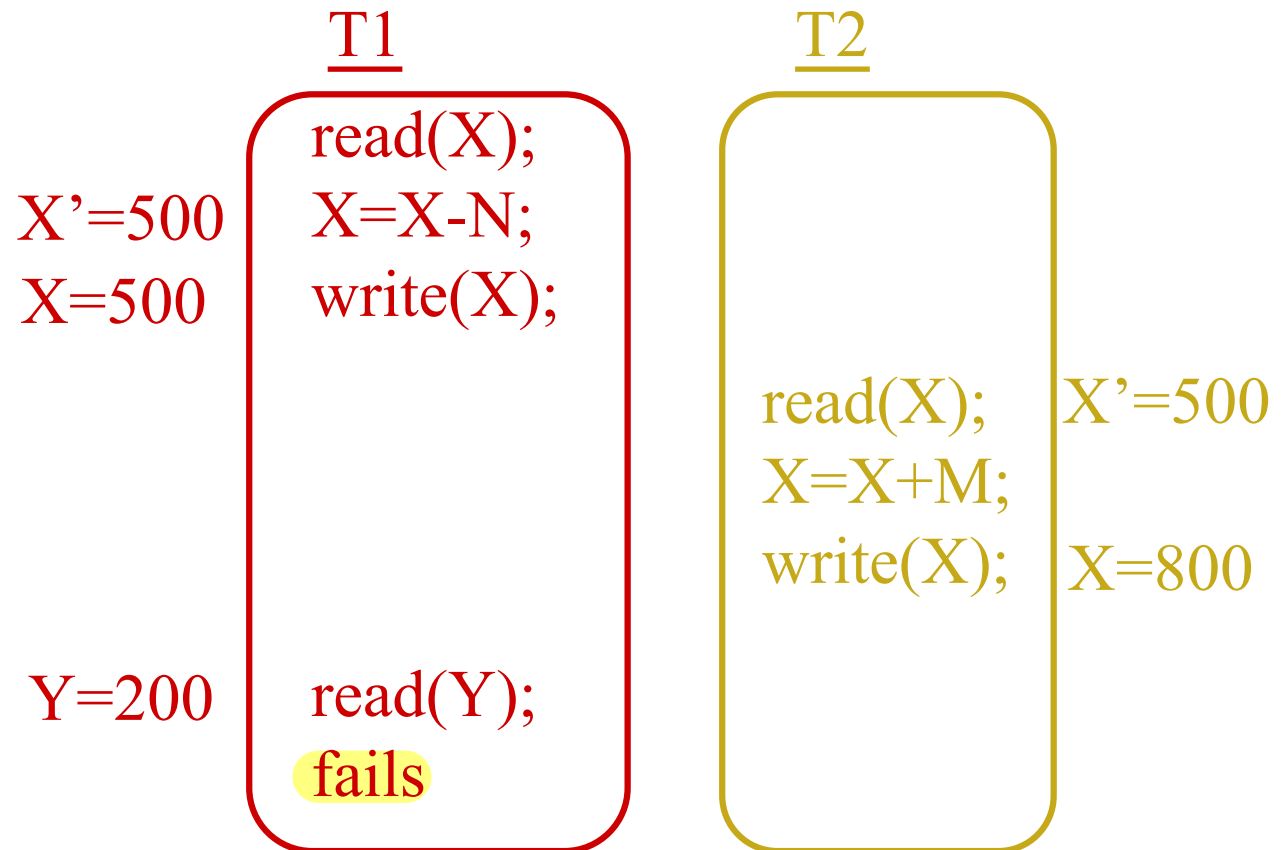 T1
T2
read(X);
X’=500
X=X-N;
X=500
write(X);
read(X);
X’=500
X=X+M;
write(X);
X=800
Y=200
read(Y);
fails